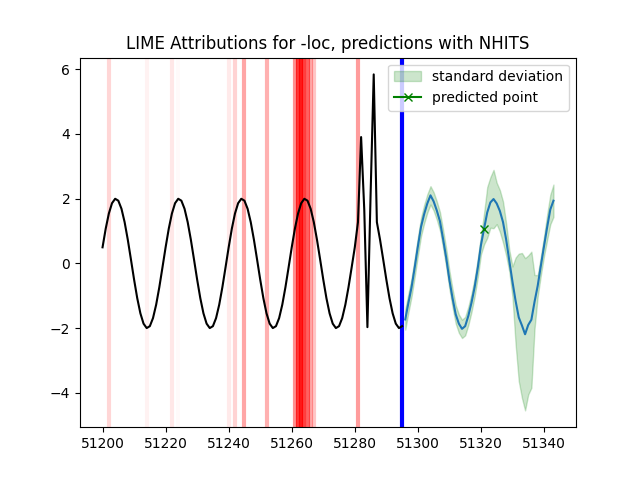 LIME Attributions for -loc, predictions with NHITS
standard deviation
predicted point
6
4
2
0
−2
−4
51200 51220 51240 51260 51280 51300 51320 51340